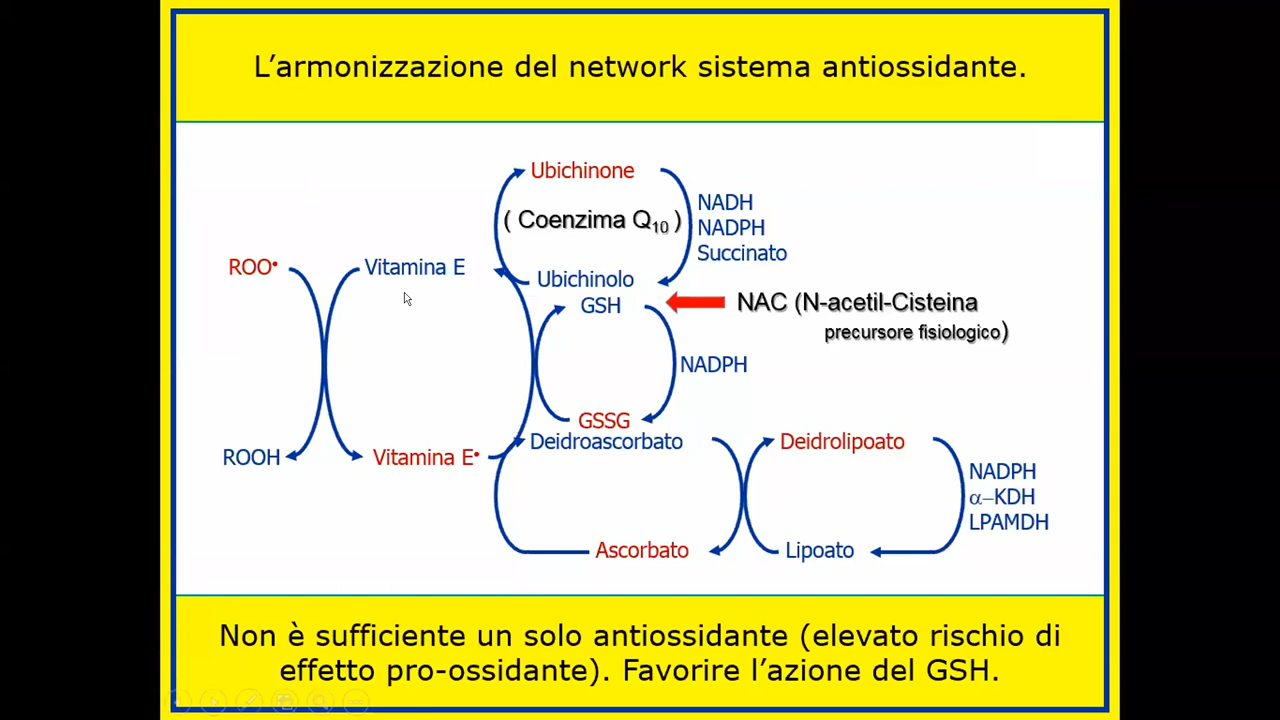 L’armonizzazione del network sistema antiossidante.
Ubichinone
( Coenzima Q10 )
NADH
NADPH
Succinato
ROO•
Vitamina E
Ubichinolo
GSH
NAC (N-acetil-Cisteina
precursore fisiologico)
NADPH
GSSG
Deidroascorbato
Deidrolipoato
ROOH
Vitamina E•
NADPH
α–KDH
LPAMDH
Ascorbato
Lipoato
Non è sufficiente un solo antiossidante (elevato rischio di
effetto pro-ossidante). Favorire l’azione del GSH.